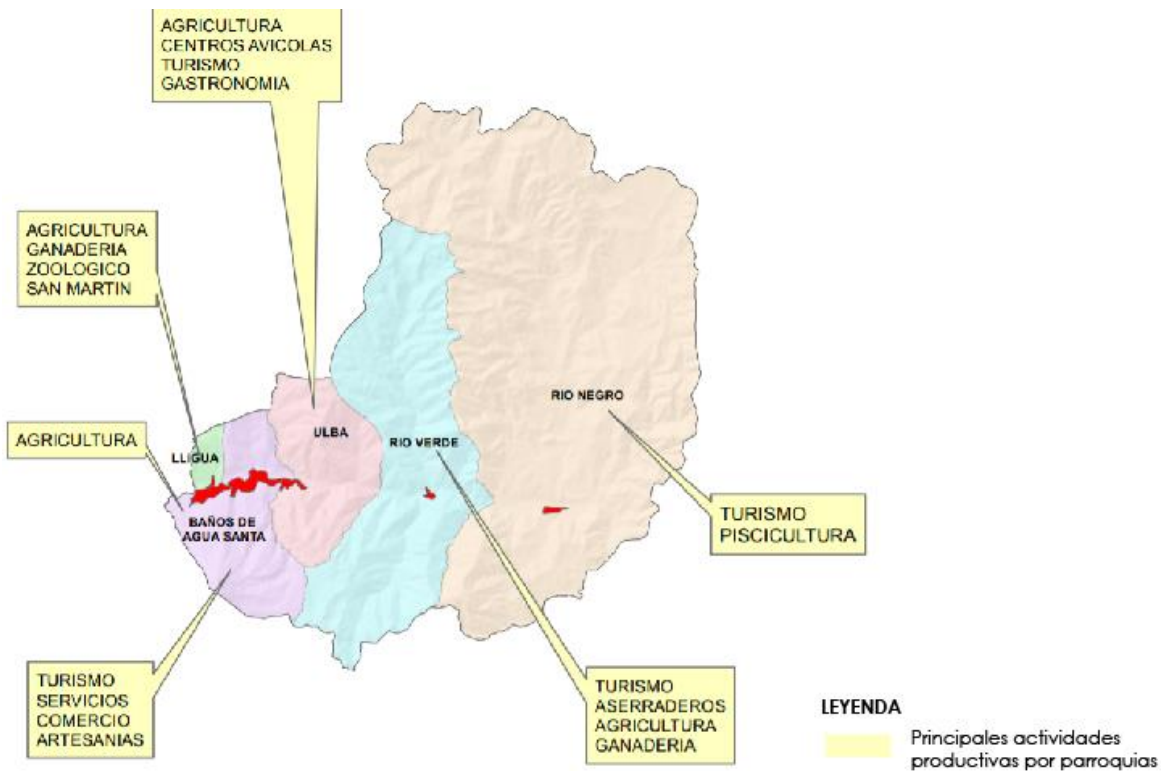 AGRICULTURA
CENTROS AVICOLAS
TURISMO
GASTRONOMIA
AGRICULTURA
GANADERIA
ZOOLOGICO
SAN MARTIN
AGRICULTURA
LLIGUA
ULBA
RIO VERDE
RIO NEGRO
BAÑOS DE
AGUA SANTA
TURISMO
PISCICULTURA
TURISMO
SERVICIOS
COMERCIO
ARTESANIAS
TURISMO
ASERRADEROS
AGRICULTURA
GANADERIA
LEYENDA
Principales actividades
productivas por parroquias